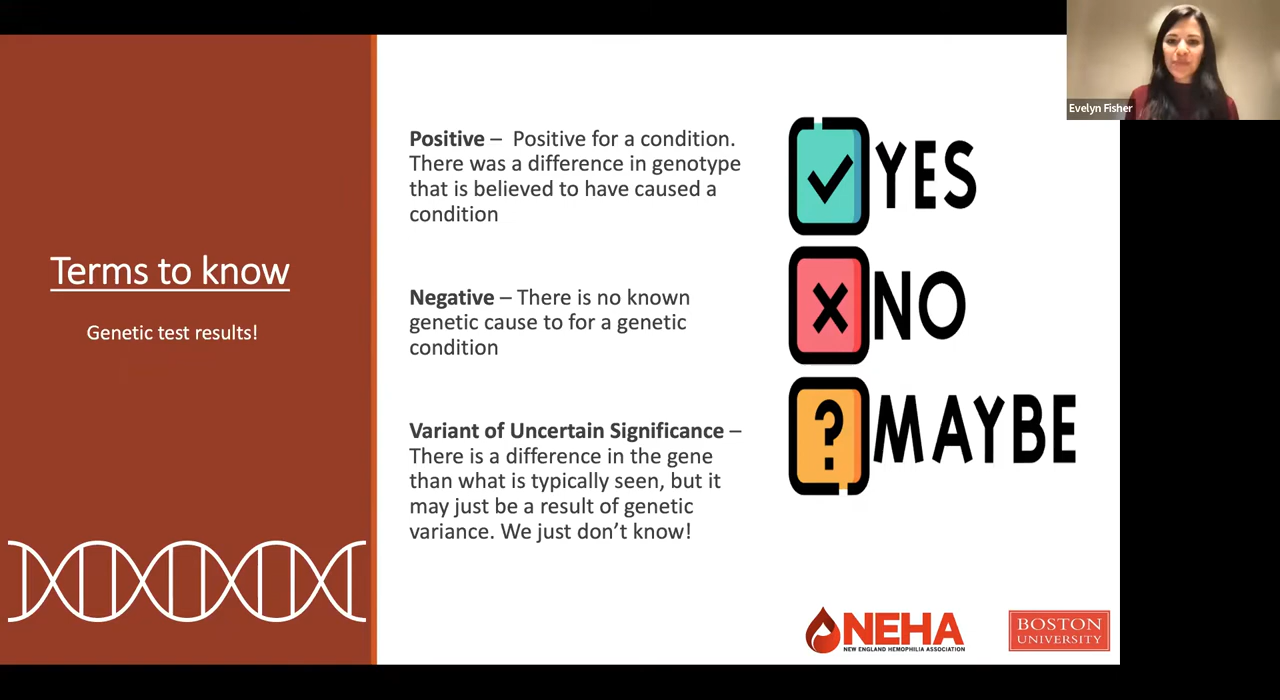 Evelyn Fisher
Terms to know
Genetic test results!
Positive – Positive for a condition.
There was a difference in genotype
that is believed to have caused a
condition
YES
Negative – There is no known
genetic cause to for a genetic
condition
NO
Variant of Uncertain Significance –
There is a difference in the gene
than what is typically seen, but it
may just be a result of genetic
variance. We just don’t know!
MAYBE
NEHA
NEW ENGLAND HEMOPHILIA ASSOCIATION
BOSTON
UNIVERSITY